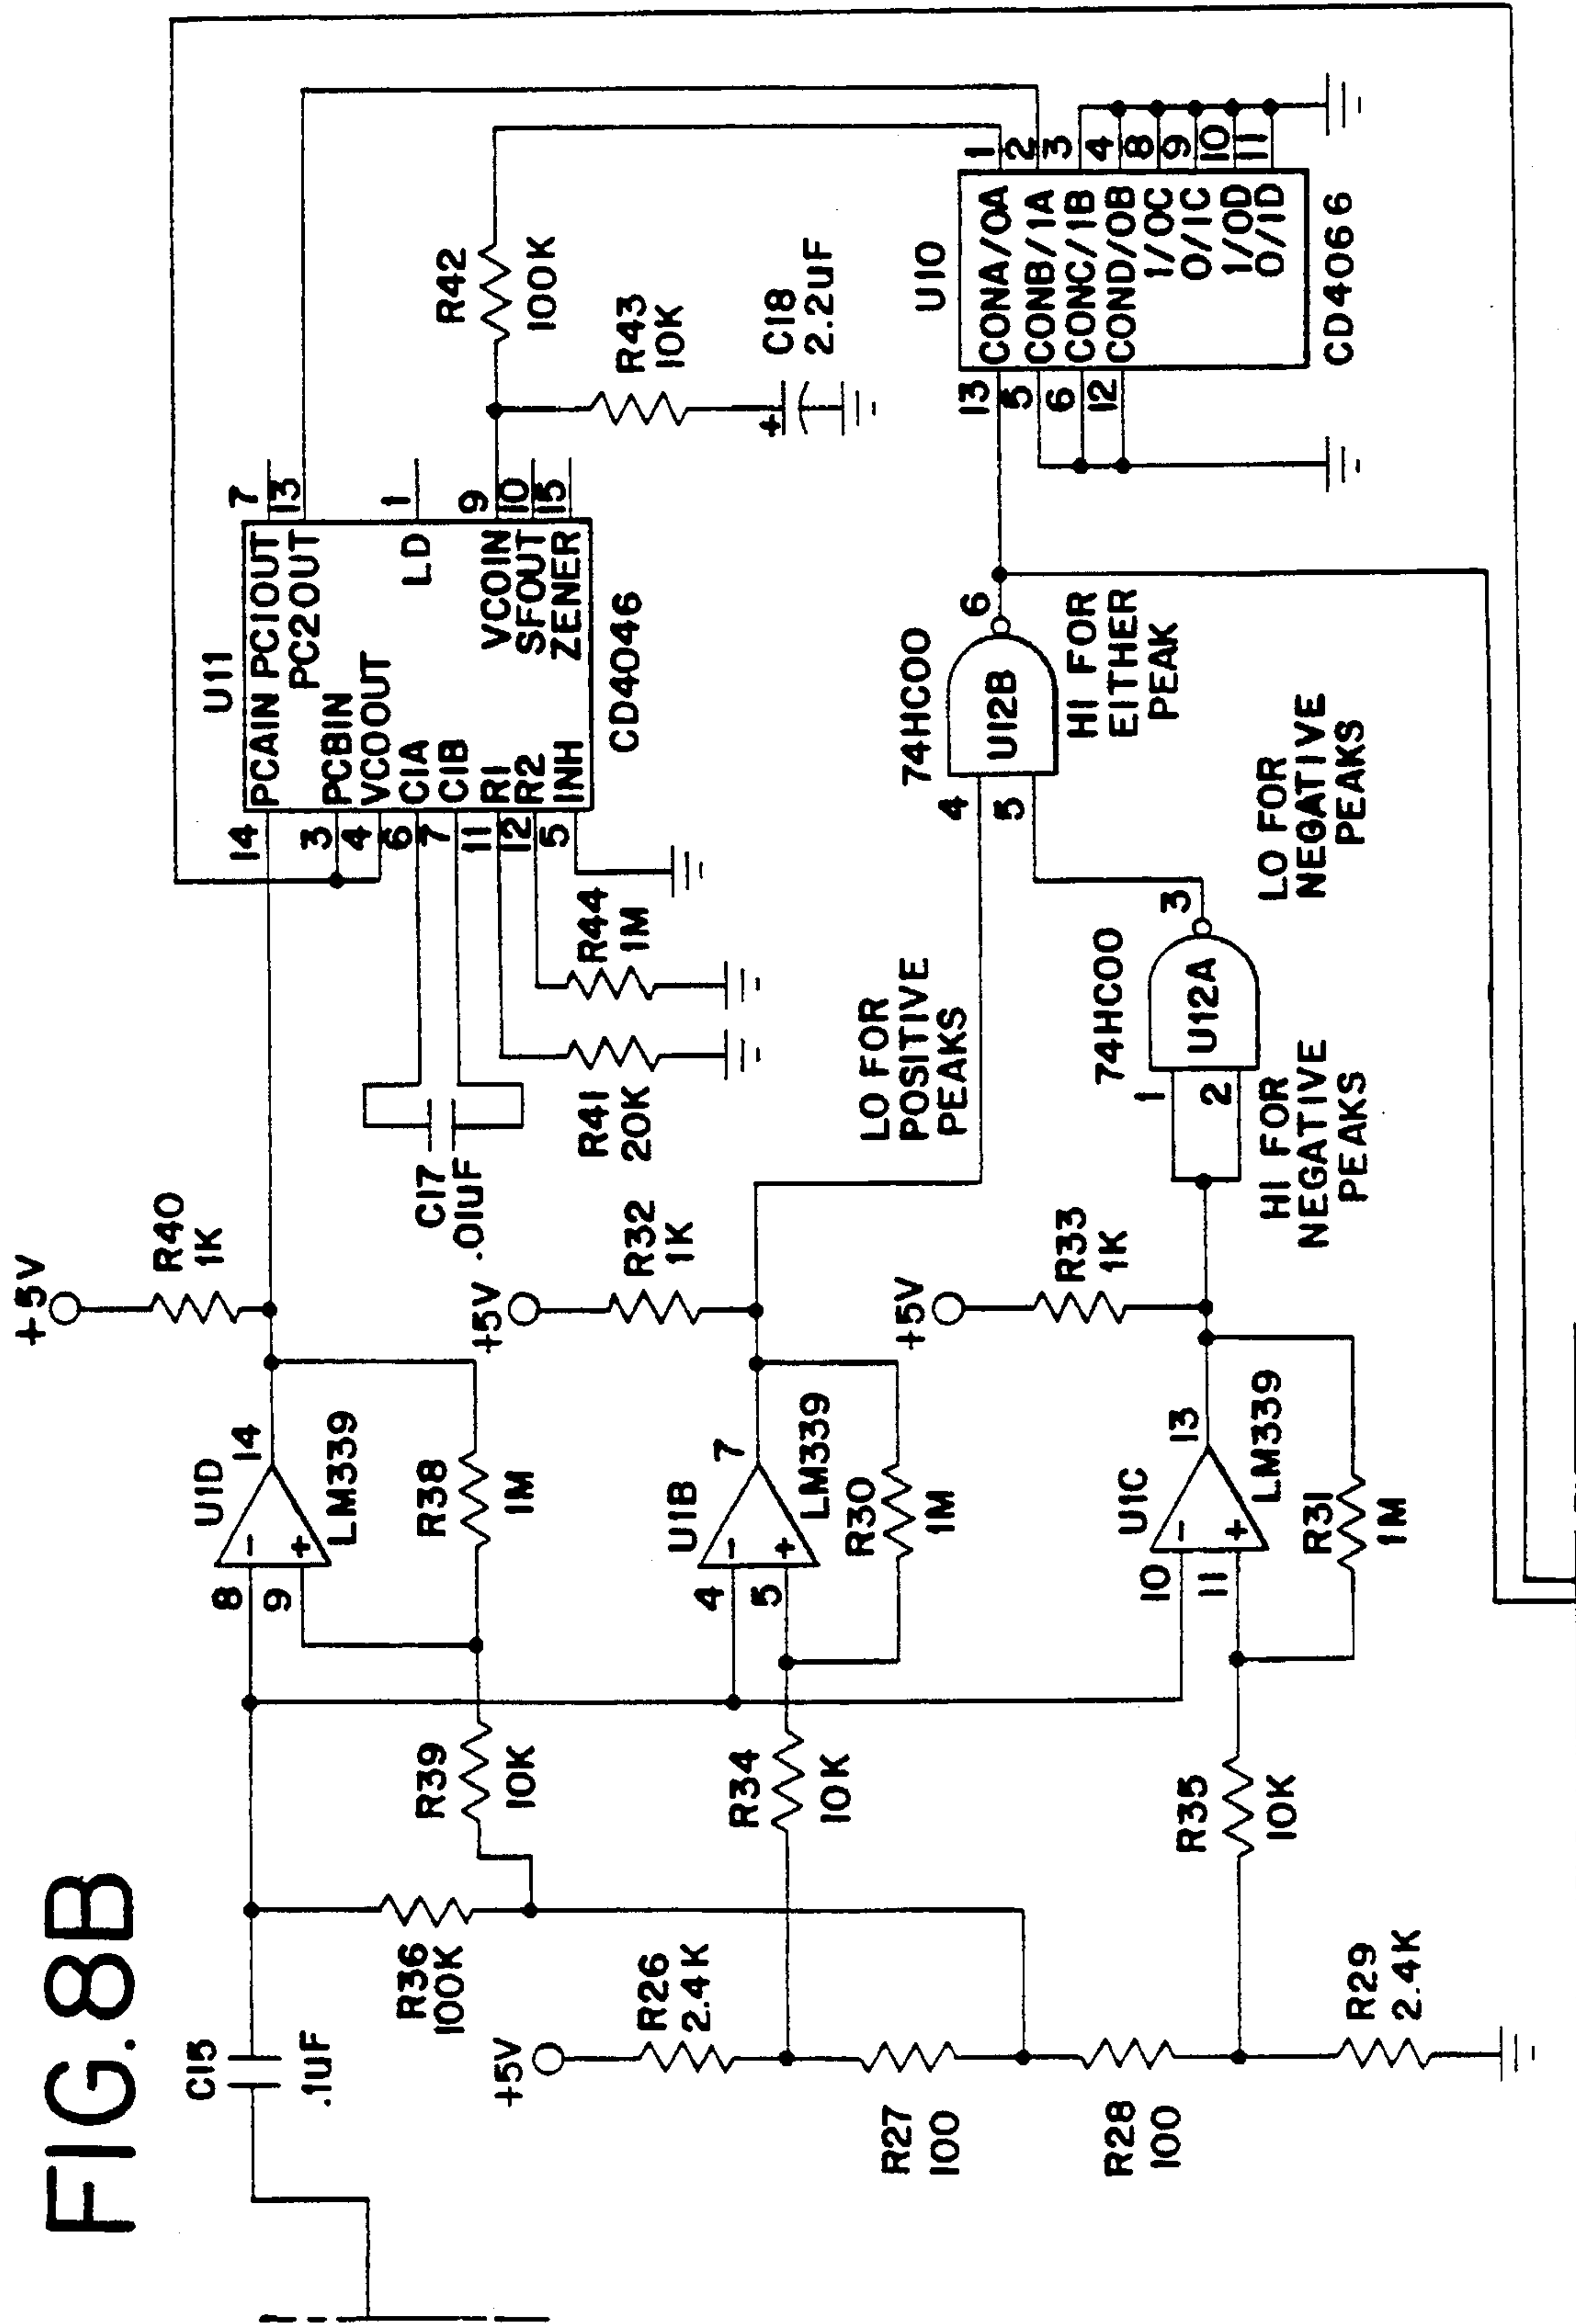 FIG.8B
C15
.1uF
R36
100K
+5V
R26
2.4K
R27
100
R28
100
R29
2.4K
R39
10K
R34
10K
R35
10K
8
9
-
+
U1D
14
LM339
R38
1M
4
5
-
+
U1B
7
LM339
R30
1M
10
11
-
+
U1C
13
LM339
R31
1M
+5V
R40
1K
+5V
R32
1K
+5V
R33
1K
C17
.01uF
R41
20K
R44
1M
LO FOR
POSITIVE
PEAKS
HI FOR
NEGATIVE
PEAKS
1
2
74HC00
U12A
3
LO FOR
NEGATIVE
PEAKS
4
5
74HC00
U12B
6
HI FOR
EITHER
PEAK
U11
14
3
4
6
7
11
12
5
PCAIN PC1OUT
PC2OUT
PCBIN
VCOOUT
C1A
LD
C1B
R1
VCOIN
R2
SFOUT
INH
ZENER
7
13
1
9
10
15
CD4046
R42
100K
R43
10K
+
C18
2.2uF
U10
13
5
6
12
CONA/OA
CONB/1A
CONC/1B
COND/OB
1/OC
O/1C
1/OD
O/1D
1
2
3
4
8
9
10
11
CD4066